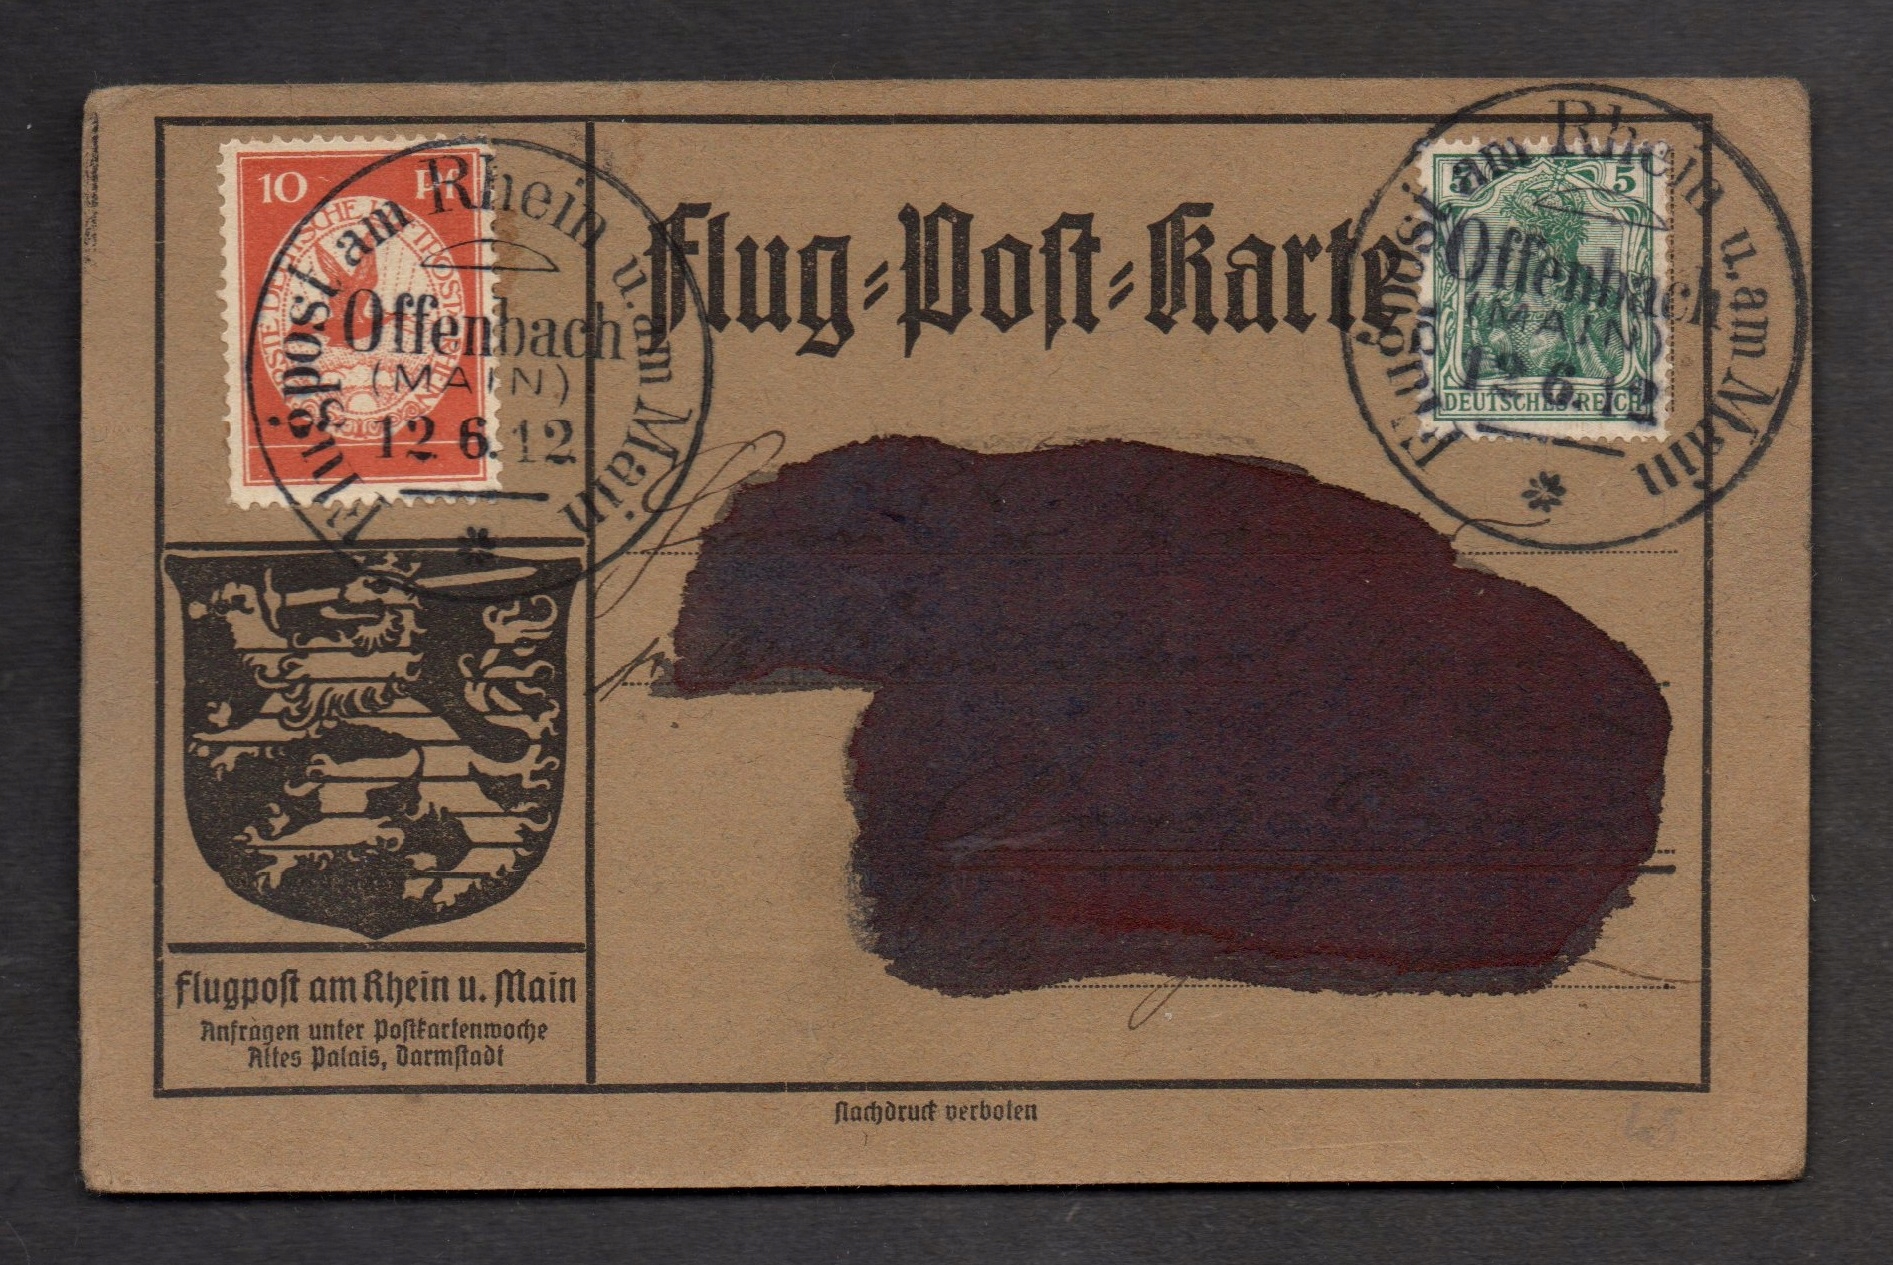 10 Pf
Flugpost am Rhein u. am Main
Offenbach
(MAIN)
12 6.12
Flug-Post-Karte
5 5
DEUTSCHES REICH
Flugpost am Rhein u. am Main
Offenbach
(MAIN)
12 6.12
Flugpost am Rhein u. Main
Anfragen unter Postkartenwoche
Altes Palais, Darmstadt
Nachdruck verboten